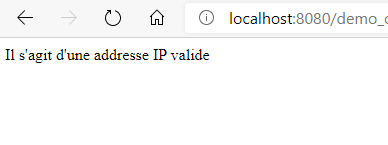 localhost:8080/demo_
Il s'agit d'une addresse IP valide